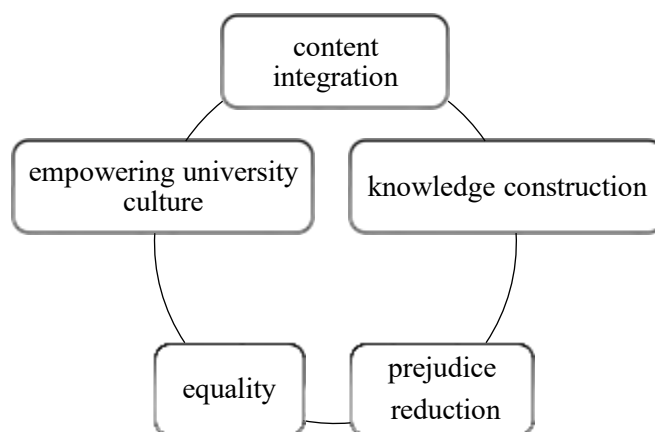 content
integration
empowering university
culture
knowledge construction
equality
prejudice
reduction